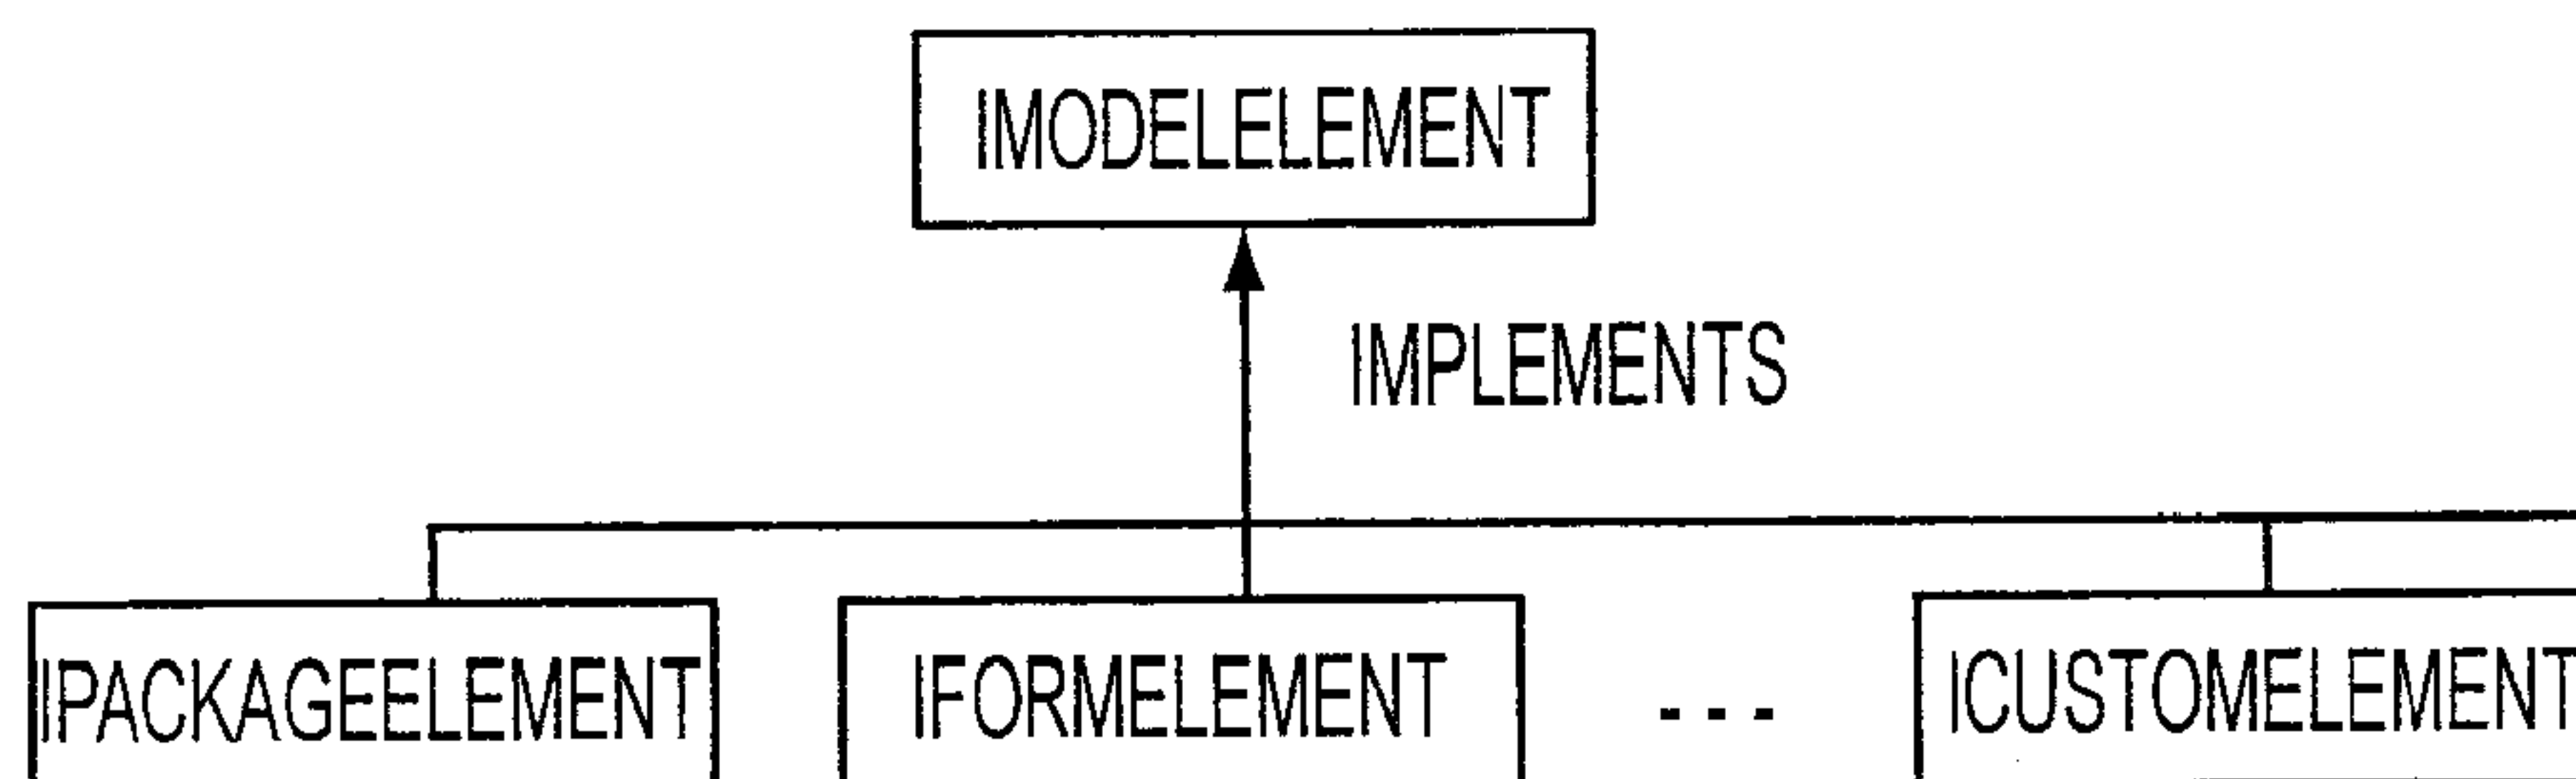 IMODELELEMENT
IMPLEMENTS
IPACKAGEELEMENT IFORMELEMENT - - - ICUSTOMELEMENT